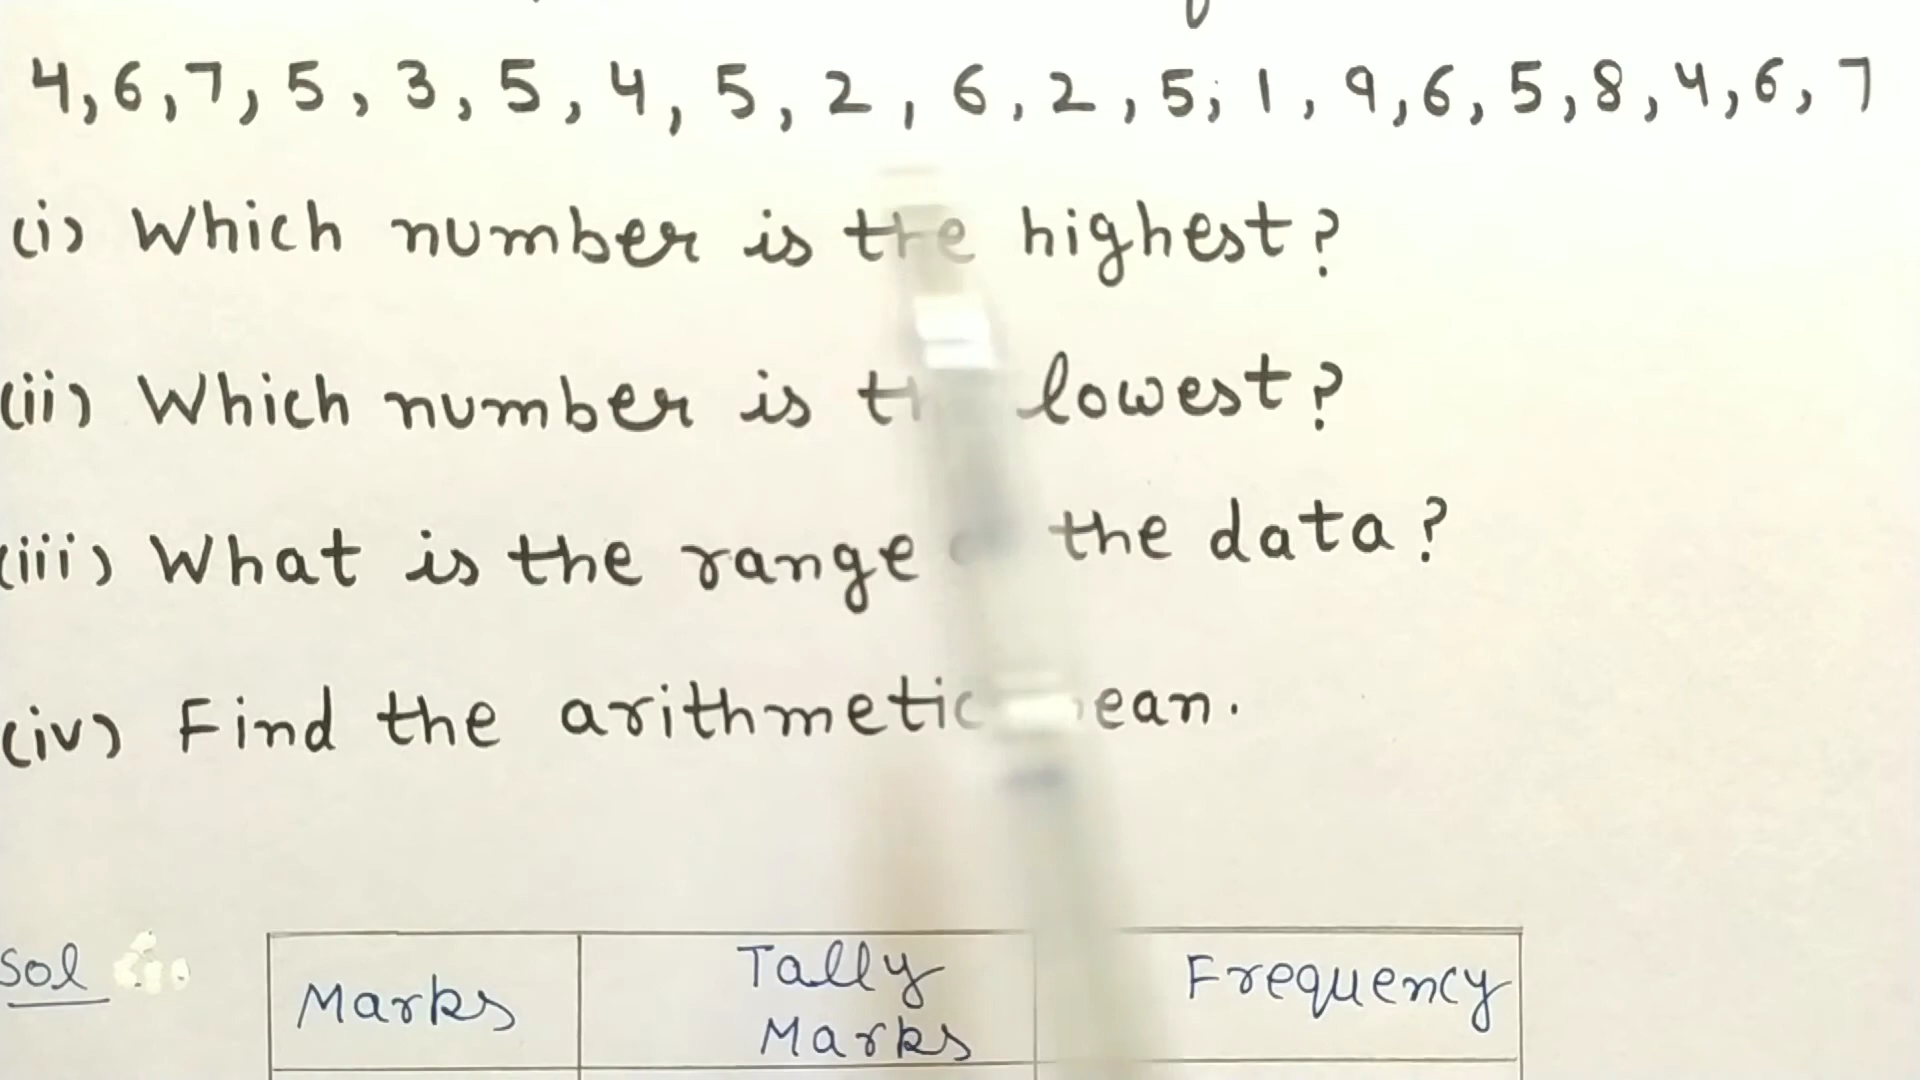 4, 6, 7, 5, 3, 5, 4, 5, 2, 6, 2, 5, 1, 9, 6, 5, 8, 4, 6, 7
(i) Which number is the highest?
(ii) Which number is th lowest?
(iii) What is the range the data?
(iv) Find the arithmetic ean.
Sol
Marks Tally Marks Frequency